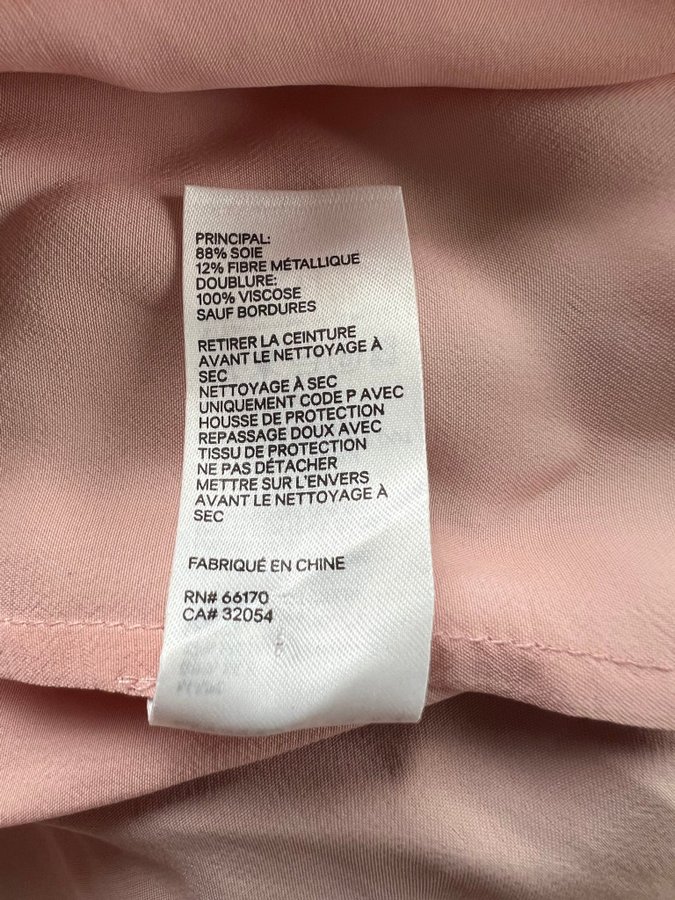 PRINCIPAL:
88% SOIE
12% FIBRE MÉTALLIQUE
DOUBLURE:
100% VISCOSE
SAUF BORDURES
RETIRER LA CEINTURE
AVANT LE NETTOYAGE À
SEC
NETTOYAGE À SEC
UNIQUEMENT CODE P AVEC
HOUSSE DE PROTECTION
REPASSAGE DOUX AVEC
TISSU DE PROTECTION
NE PAS DÉTACHER
METTRE SUR L'ENVERS
AVANT LE NETTOYAGE À
SEC
FABRIQUÉ EN CHINE
RN# 66170
CA# 32054